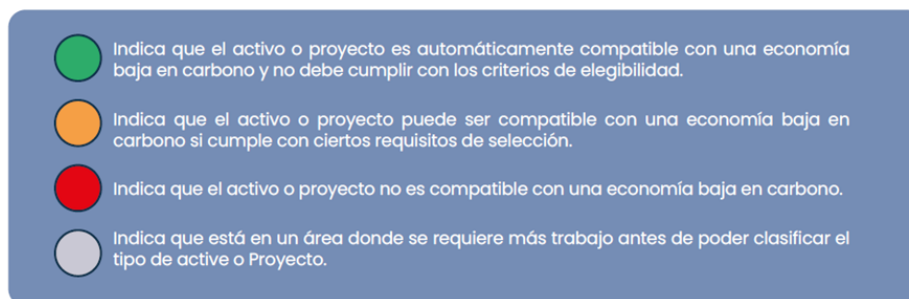 Indica que el activo o proyecto es automáticamente compatible con una economía
baja en carbono y no debe cumplir con los criterios de elegibilidad.
Indica que el activo o proyecto puede ser compatible con una economía baja en
carbono si cumple con ciertos requisitos de selección.
Indica que el activo o proyecto no es compatible con una economía baja en carbono.
Indica que está en un área donde se requiere más trabajo antes de poder clasificar el
tipo de active o Proyecto.